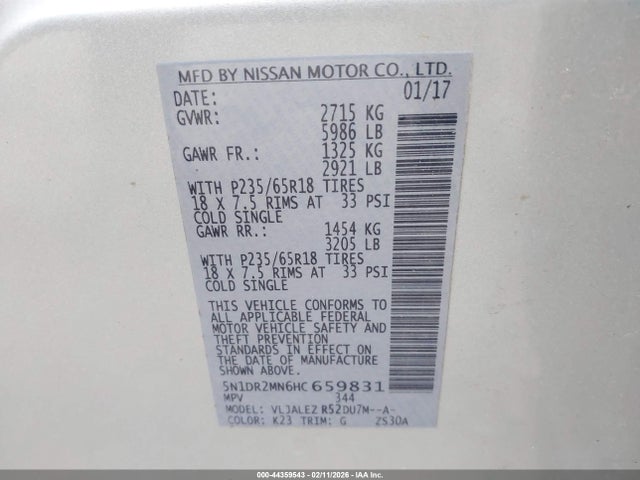 MFD BY NISSAN MOTOR CO., LTD.
DATE: 01/17
GVWR: 2715 KG
5986 LB
GAWR FR.: 1325 KG
2921 LB
WITH P235/65R18 TIRES
18 X 7.5 RIMS AT 33 PSI
COLD SINGLE
GAWR RR.: 1454 KG
3205 LB
WITH P235/65R18 TIRES
18 X 7.5 RIMS AT 33 PSI
COLD SINGLE
THIS VEHICLE CONFORMS TO
ALL APPLICABLE FEDERAL
MOTOR VEHICLE SAFETY AND
THEFT PREVENTION
STANDARDS IN EFFECT ON
THE DATE OF MANUFACTURE
SHOWN ABOVE.
5N1DR2MN6HC659831
MPV 344
MODEL: VLJALEZ R52DU7M--A-
COLOR: K23 TRIM: G ZS30A
000-44359543 - 02/11/2026 - IAAI Inc.